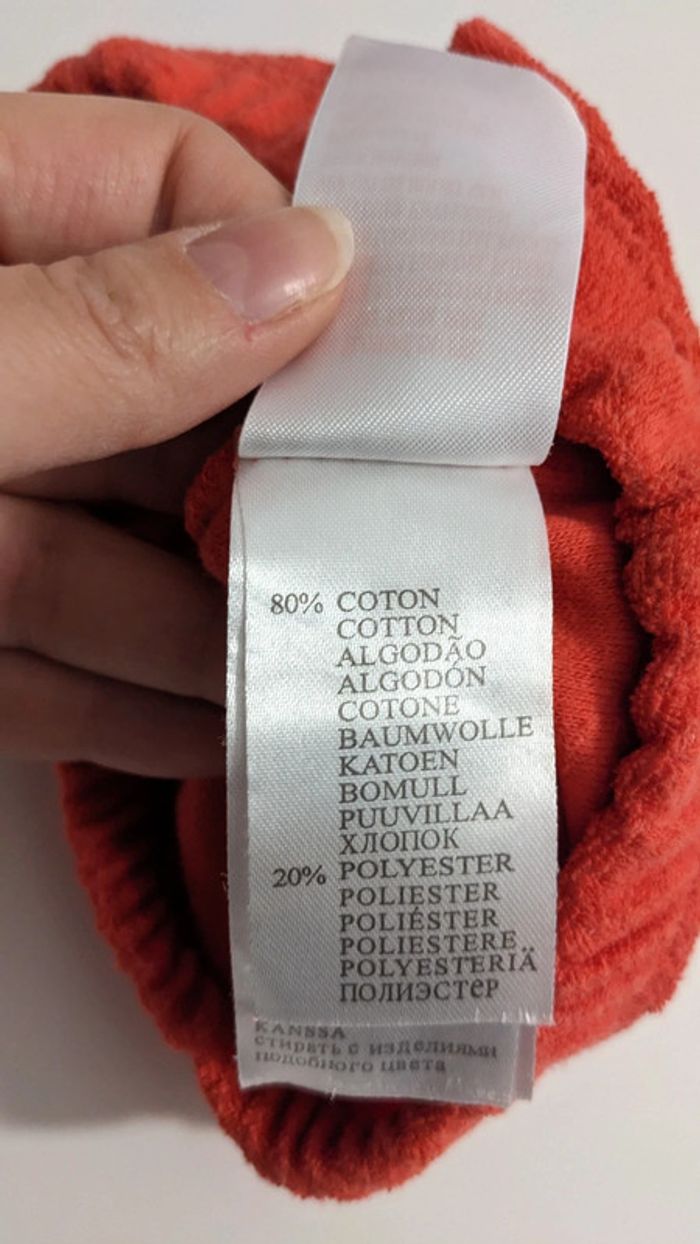 80% COTON
COTTON
ALGODÃO
ALGODÓN
COTONE
BAUMWOLLE
KATOEN
BOMULL
PUUVILLAA
ХЛОПОК
20% POLYESTER
POLIESTER
POLIÉSTER
POLIESTERE
POLYESTERIÄ
ПОЛИЭСТеР
KANSSA
стирать с изделиями
подобного цвета